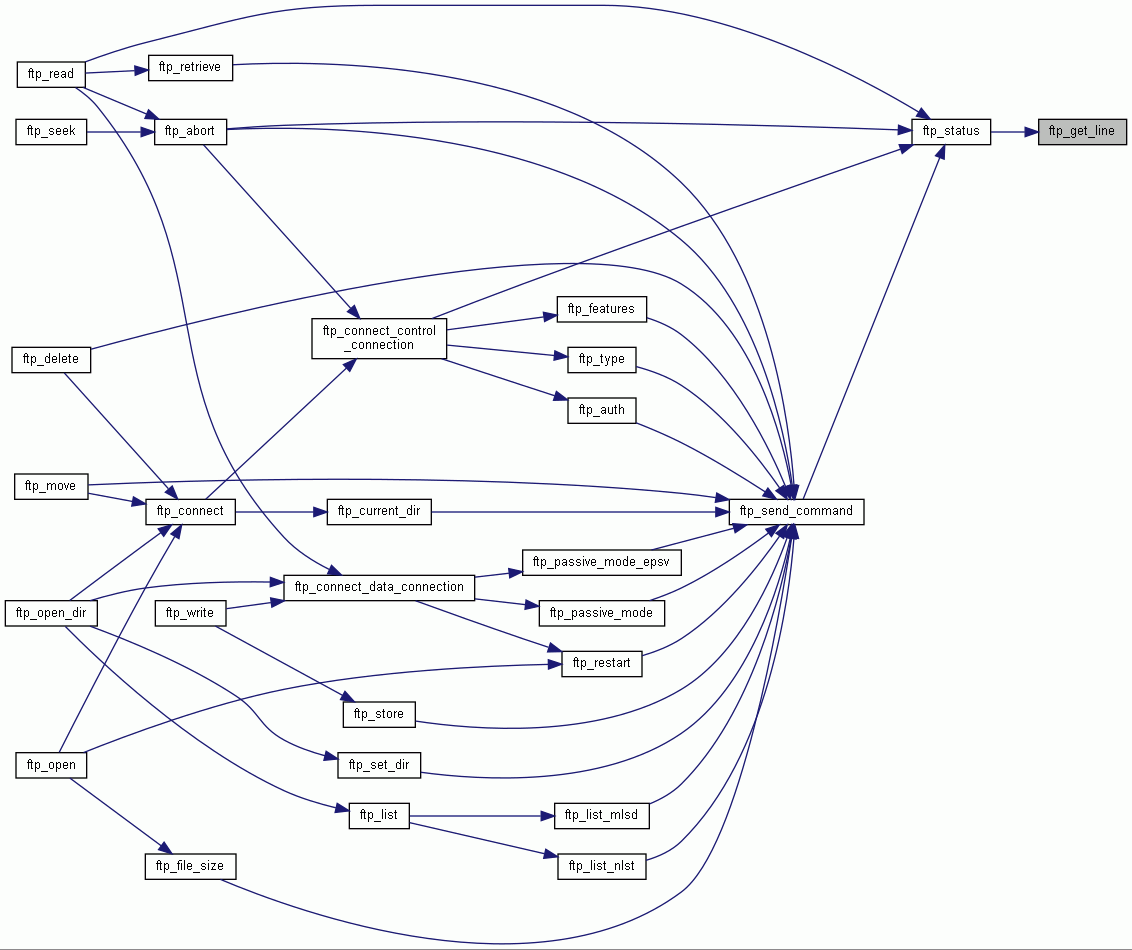 ftp_read
ftp_retrieve
ftp_seek
ftp_abort
ftp_status
ftp_get_line
ftp_features
ftp_connect_control
_connection
ftp_delete
ftp_type
ftp_auth
ftp_move
ftp_connect
ftp_current_dir
ftp_send_command
ftp_passive_mode_epsv
ftp_connect_data_connection
ftp_open_dir
ftp_write
ftp_passive_mode
ftp_restart
ftp_store
ftp_open
ftp_set_dir
ftp_list
ftp_list_mlsd
ftp_file_size
ftp_list_nlst